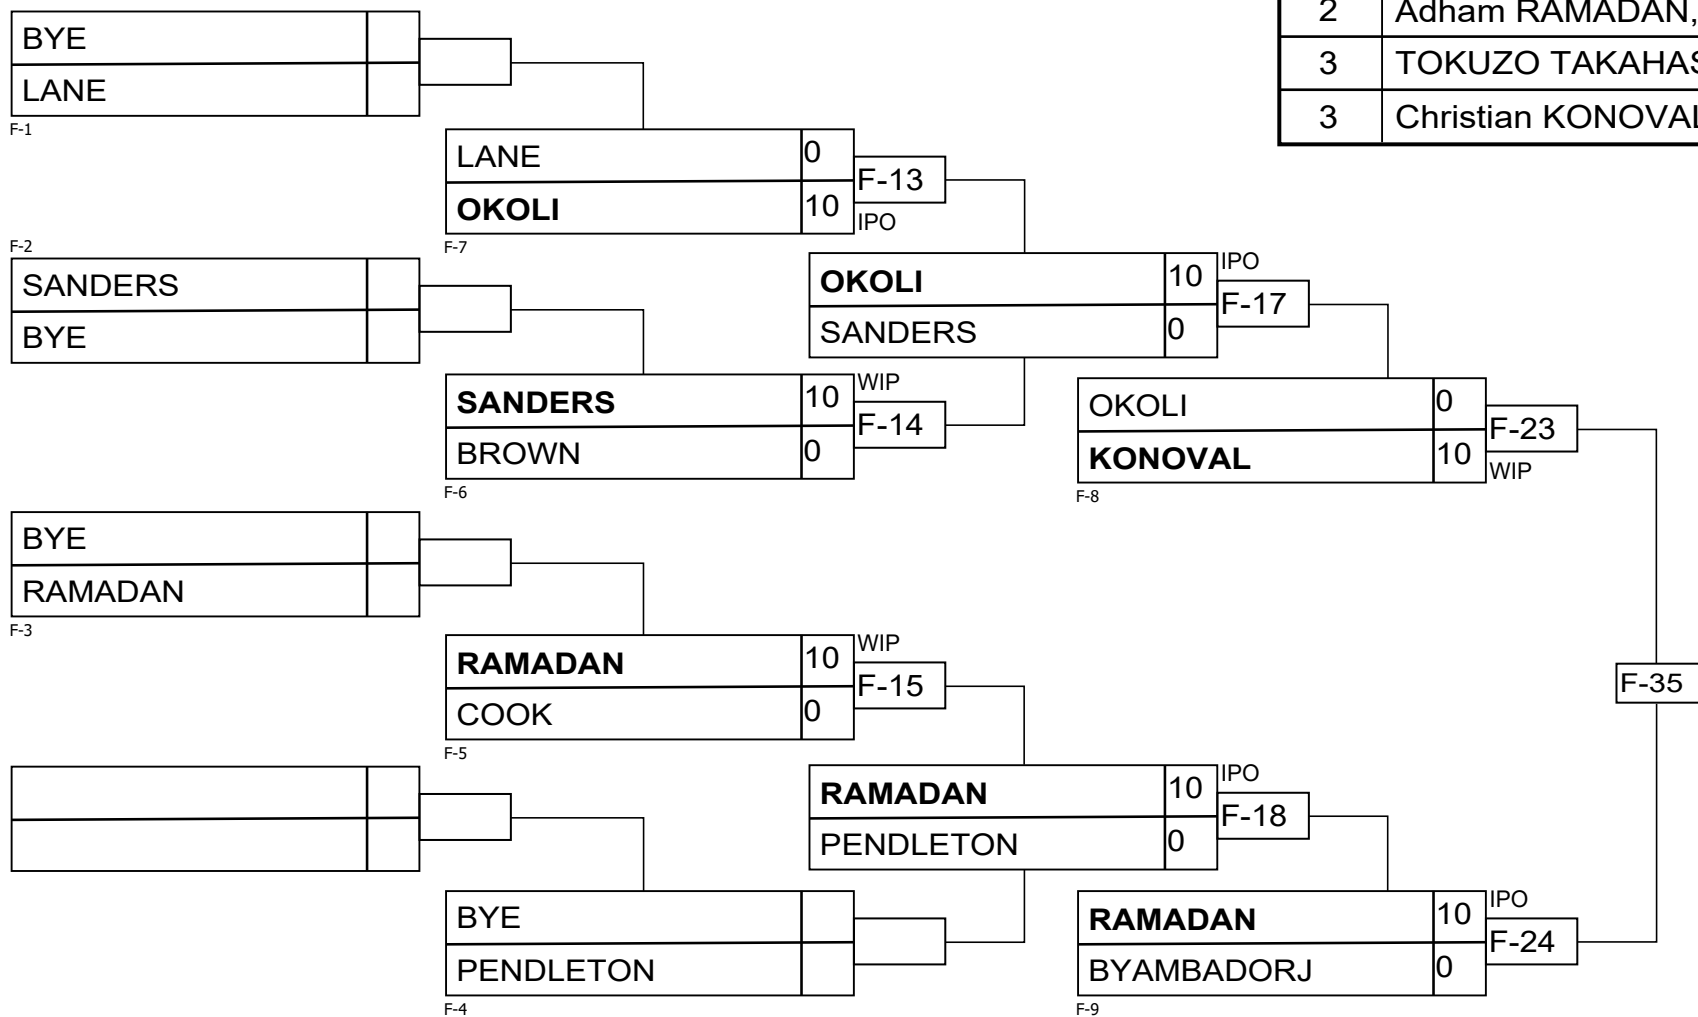 2 Adham RAMADAN,
3 TOKUZO
3 Christian
BYE
LANE
F-1
LANE 0
OKOLI 10
F-13
IPO
F-7
F-2
SANDERS
BYE
OKOLI 10
SANDERS 0
IPO
F-17
SANDERS 10
BROWN 0
WIP
F-14
F-6
OKOLI 0
KONOVAL 10
F-23
WIP
F-8
BYE
RAMADAN
F-3
RAMADAN 10
COOK 0
WIP
F-15
F-5
F-35
RAMADAN 10
PENDLETON 0
IPO
F-18
BYE
PENDLETON
F-4
RAMADAN 10
BYAMBADORJ 0
IPO
F-24
F-9